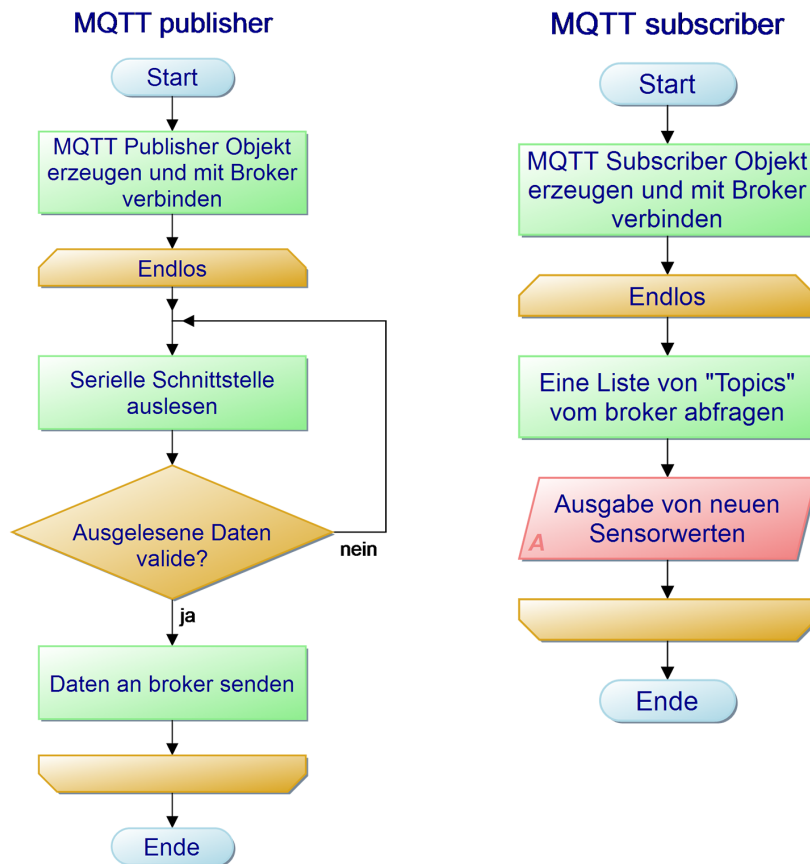 MQTT publisher
Start
MQTT Publisher Objekt
erzeugen und mit Broker
verbinden
Endlos
Serielle Schnittstelle
auslesen
Ausgelesene Daten
valide?
nein
ja
Daten an broker senden
Ende
MQTT subscriber
Start
MQTT Subscriber Objekt
erzeugen und mit Broker
verbinden
Endlos
Eine Liste von "Topics"
vom broker abfragen
Ausgabe von neuen
Sensorwerten
A
Ende